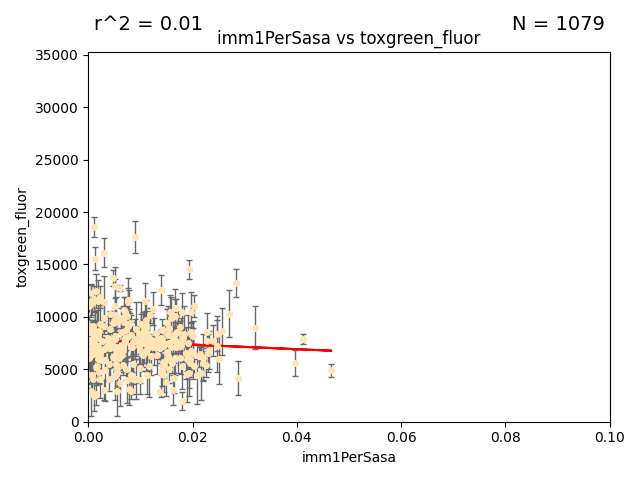 r^2 = 0.01
N = 1079
imm1PerSasa vs toxgreen_fluor
35000
30000
25000
20000
15000
10000
5000
0
toxgreen_fluor
0.00 0.02 0.04 0.06 0.08 0.10
imm1PerSasa